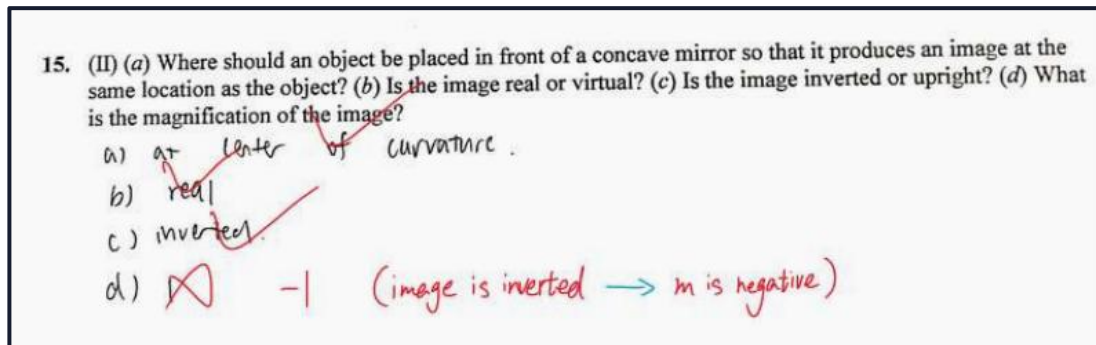 15. (II) (a) Where should an object be placed in front of a concave mirror so that it produces an image at the
same location as the object? (b) Is the image real or virtual? (c) Is the image inverted or upright? (d) What
is the magnification of the image?
a) at center of curvature.
b) real
c) inverted.
d) -1 (image is inverted → m is negative)